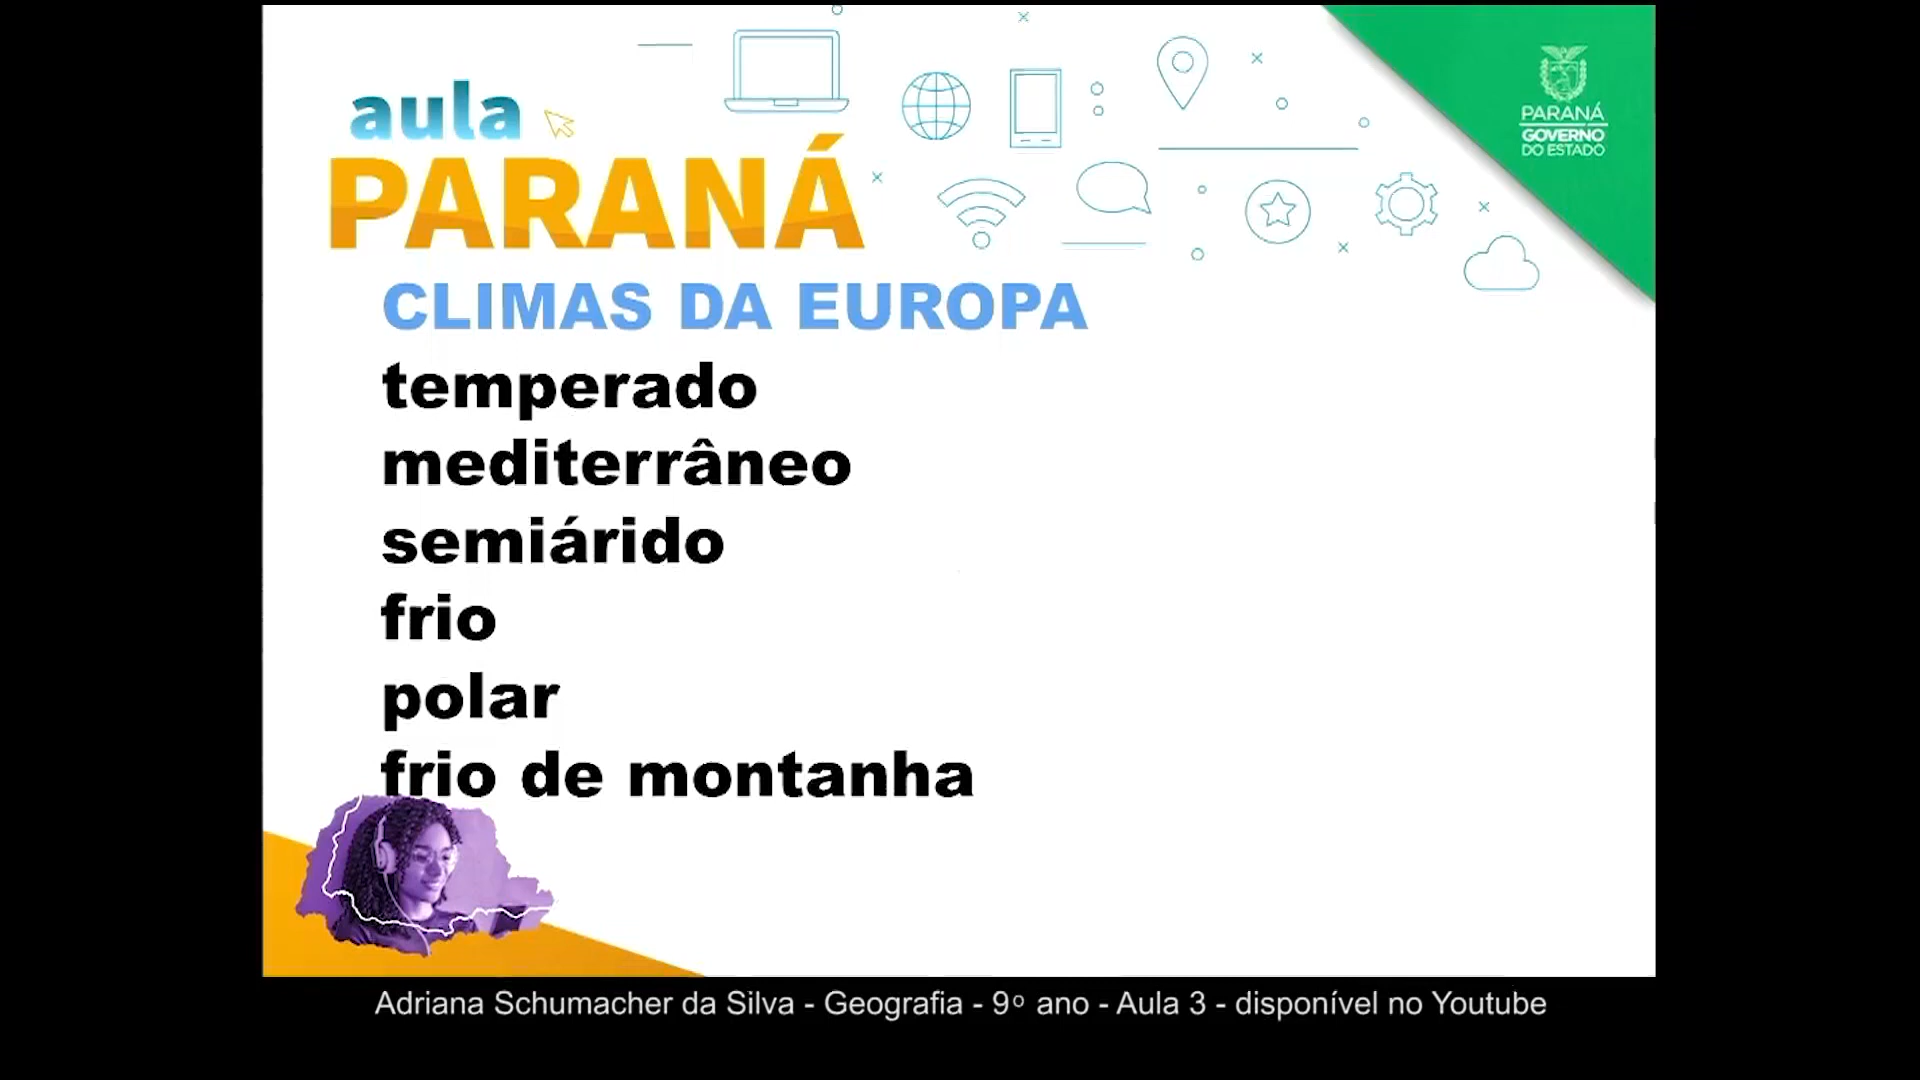 aula
PARANÁ
PARANÁ
GOVERNO
DO ESTADO
CLIMAS DA EUROPA
temperado
mediterrâneo
semiárido
frio
polar
frio de montanha
Adriana Schumacher da Silva - Geografia - 9º ano - Aula 3 - disponível no Youtube